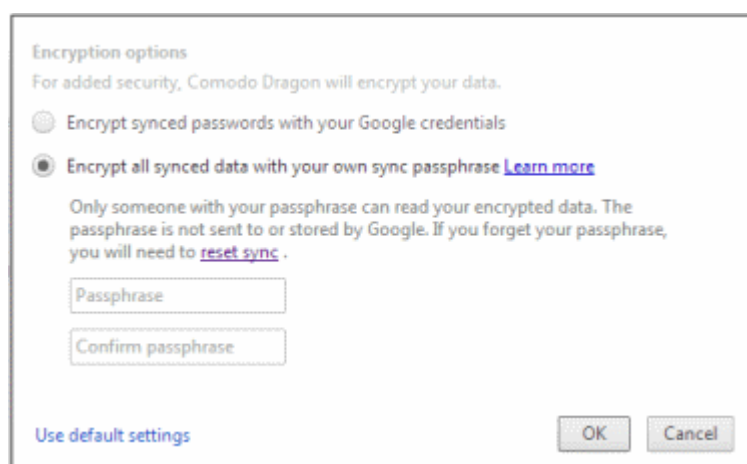 Encryption options
For added security, Comodo Dragon will encrypt your data.
Encrypt synced passwords with your Google credentials
Encrypt all synced data with your own sync passphrase Learn more
Only someone with your passphrase can read your encrypted data. The
passphrase is not sent to or stored by Google. If you forget your passphrase,
you will need to reset sync .
Passphrase
Confirm passphrase
Use default settings
OK
Cancel